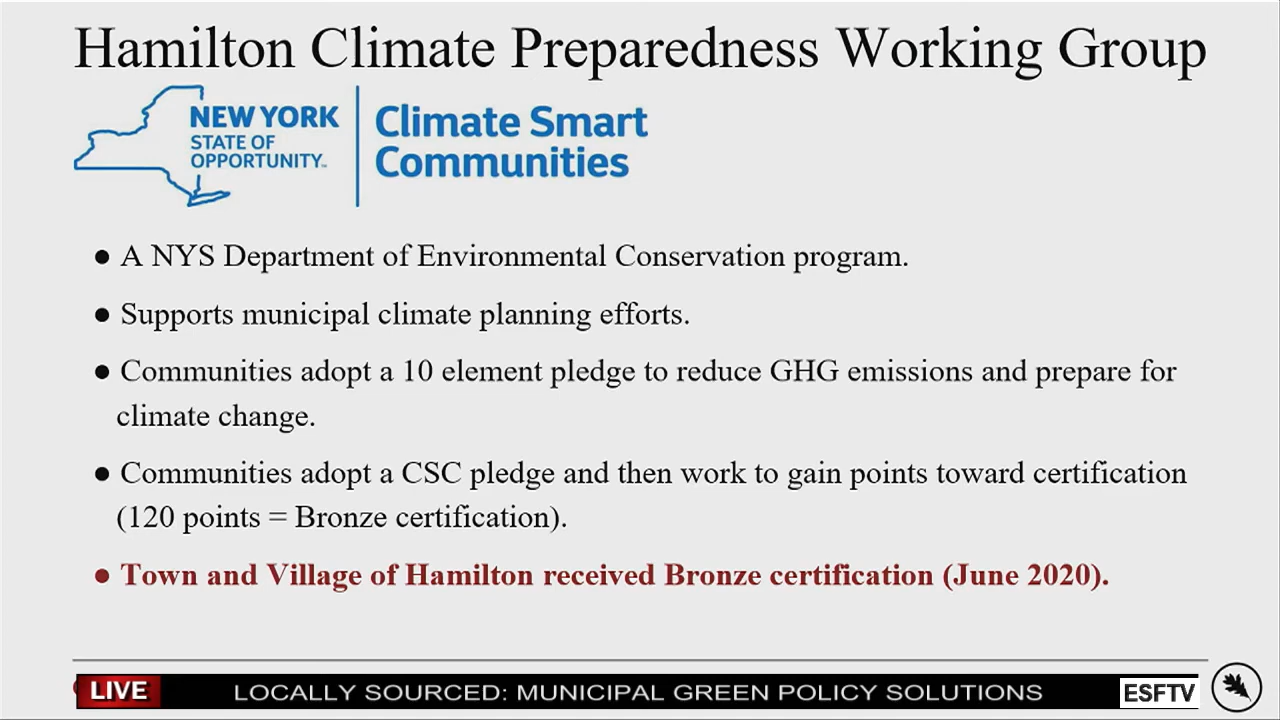 Hamilton Climate Preparedness Working Group
NEW YORK
STATE OF
OPPORTUNITY™
Climate Smart
Communities
● A NYS Department of Environmental Conservation program.
● Supports municipal climate planning efforts.
● Communities adopt a 10 element pledge to reduce GHG emissions and prepare for
climate change.
● Communities adopt a CSC pledge and then work to gain points toward certification
(120 points = Bronze certification).
● Town and Village of Hamilton received Bronze certification (June 2020).
LIVE
LOCALLY SOURCED: MUNICIPAL GREEN POLICY SOLUTIONS
ESFTV